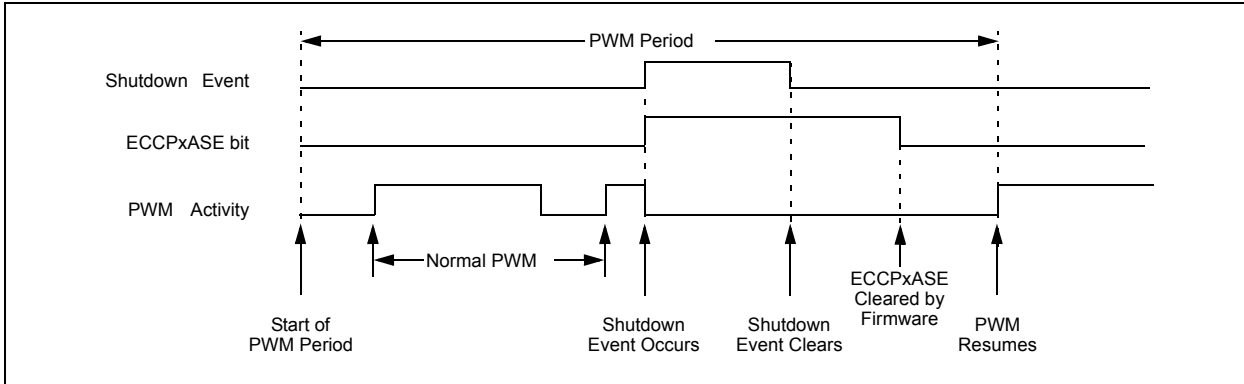 PWM Period
Shutdown Event
ECCPxASE bit
PWM Activity
Normal PWM
Start of
PWM Period
Shutdown
Event Occurs
Shutdown
Event Clears
ECCPxASE
Cleared by
Firmware
PWM
Resumes